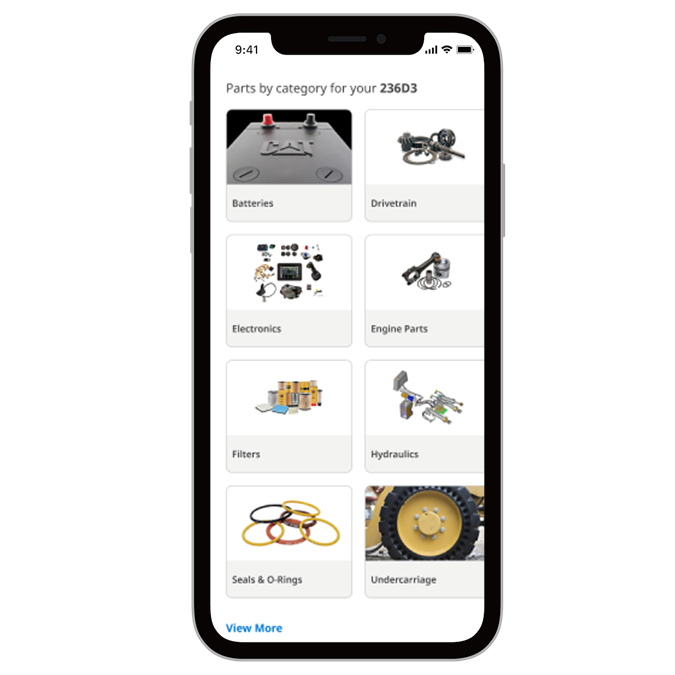 9:41
Parts by category for your 236D3
CAT
Batteries
Drivetrain
Electronics
Engine Parts
Filters
Hydraulics
Seals & O-Rings
Undercarriage
View More